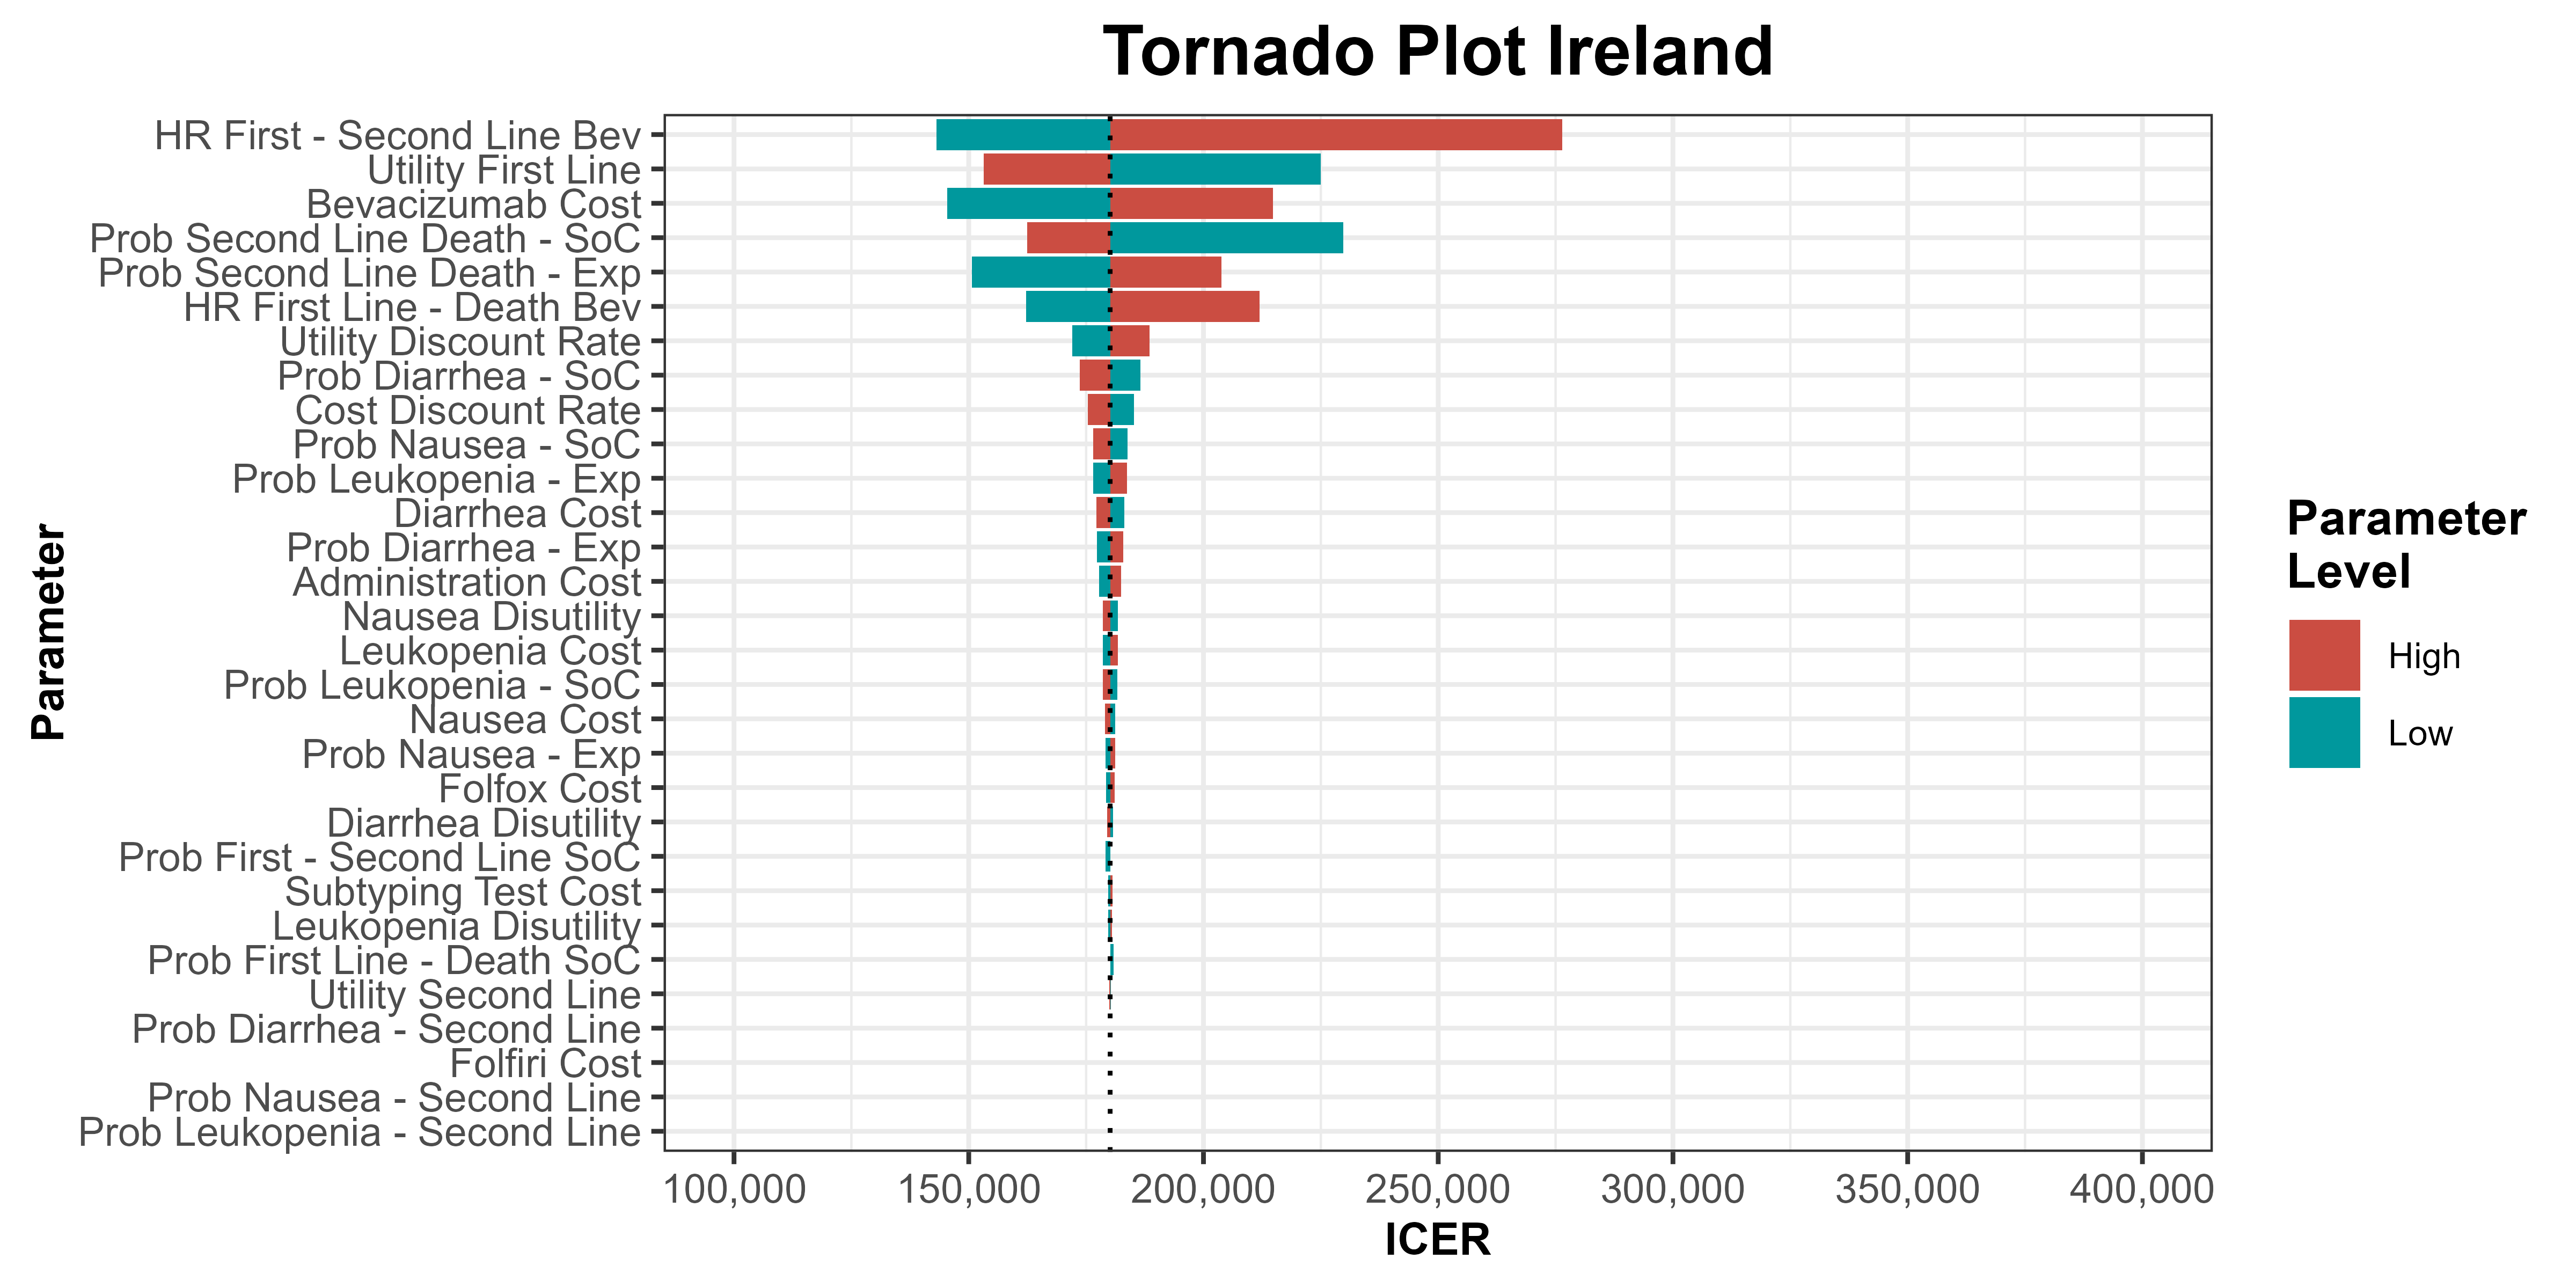 Tornado Plot Ireland
Parameter
HR First - Second Line Bev
Utility First Line
Bevacizumab Cost
Prob Second Line Death - SoC
Prob Second Line Death - Exp
HR First Line - Death Bev
Utility Discount Rate
Prob Diarrhea - SoC
Cost Discount Rate
Prob Nausea - SoC
Prob Leukopenia - Exp
Diarrhea Cost
Prob Diarrhea - Exp
Administration Cost
Nausea Disutility
Leukopenia Cost
Prob Leukopenia - SoC
Nausea Cost
Prob Nausea - Exp
Folfox Cost
Diarrhea Disutility
Prob First - Second Line SoC
Subtyping Test Cost
Leukopenia Disutility
Prob First Line - Death SoC
Utility Second Line
Prob Diarrhea - Second Line
Folfiri Cost
Prob Nausea - Second Line
Prob Leukopenia - Second Line
100,000 150,000 200,000 250,000 300,000 350,000 400,000
ICER
Parameter
Level
High
Low